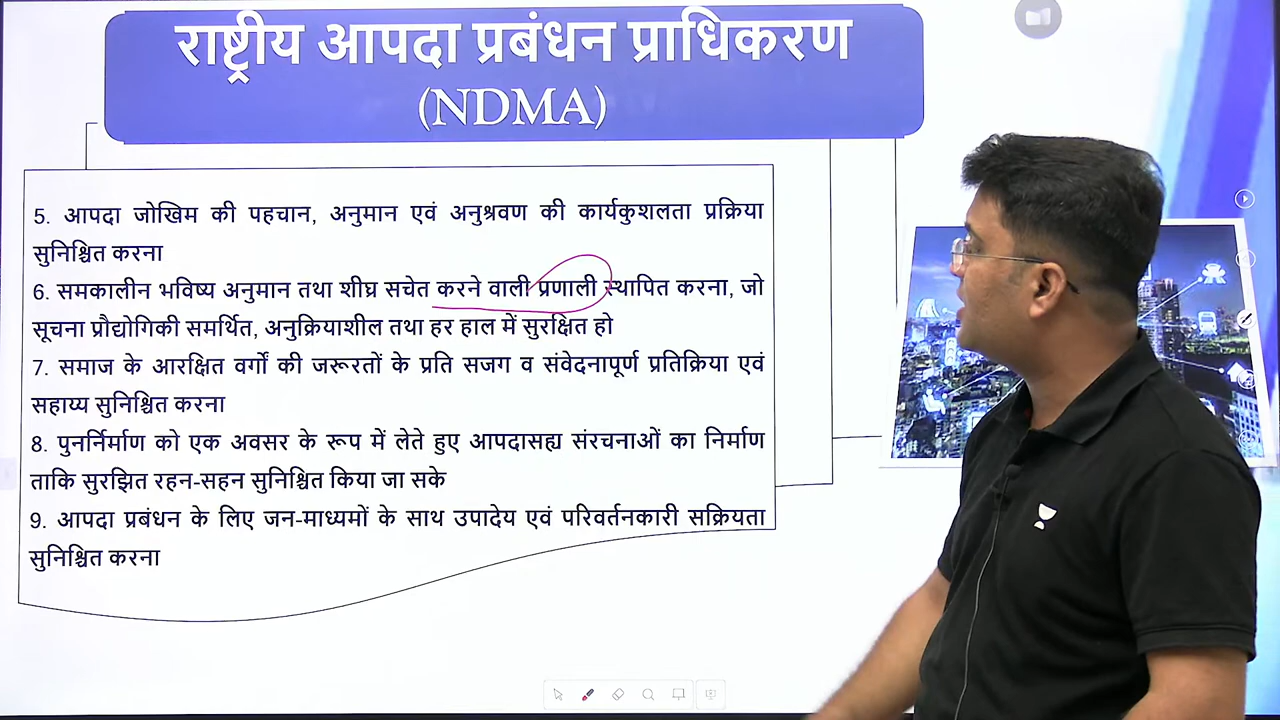 राष्ट्रीय आपदा प्रबंधन प्राधिकरण
(NDMA)
5. आपदा जोखिम की पहचान, अनुमान एवं अनुश्रवण की कार्यकुशलता प्रक्रिया
सुनिश्चित करना
6. समकालीन भविष्य अनुमान तथा शीघ्र सचेत करने वाली प्रणाली स्थापित करना, जो
सूचना प्रौद्योगिकी समर्थित, अनुक्रियाशील तथा हर हाल में सुरक्षित हो
7. समाज के आरक्षित वर्गों की जरूरतों के प्रति सजग व संवेदनापूर्ण प्रतिक्रिया एवं
सहाय्य सुनिश्चित करना
8. पुनर्निर्माण को एक अवसर के रूप में लेते हुए आपदासह्य संरचनाओं का निर्माण
ताकि सुरझित रहन-सहन सुनिश्चित किया जा सके
9. आपदा प्रबंधन के लिए जन-माध्यमों के साथ उपादेय एवं परिवर्तनकारी सक्रियता
सुनिश्चित करना